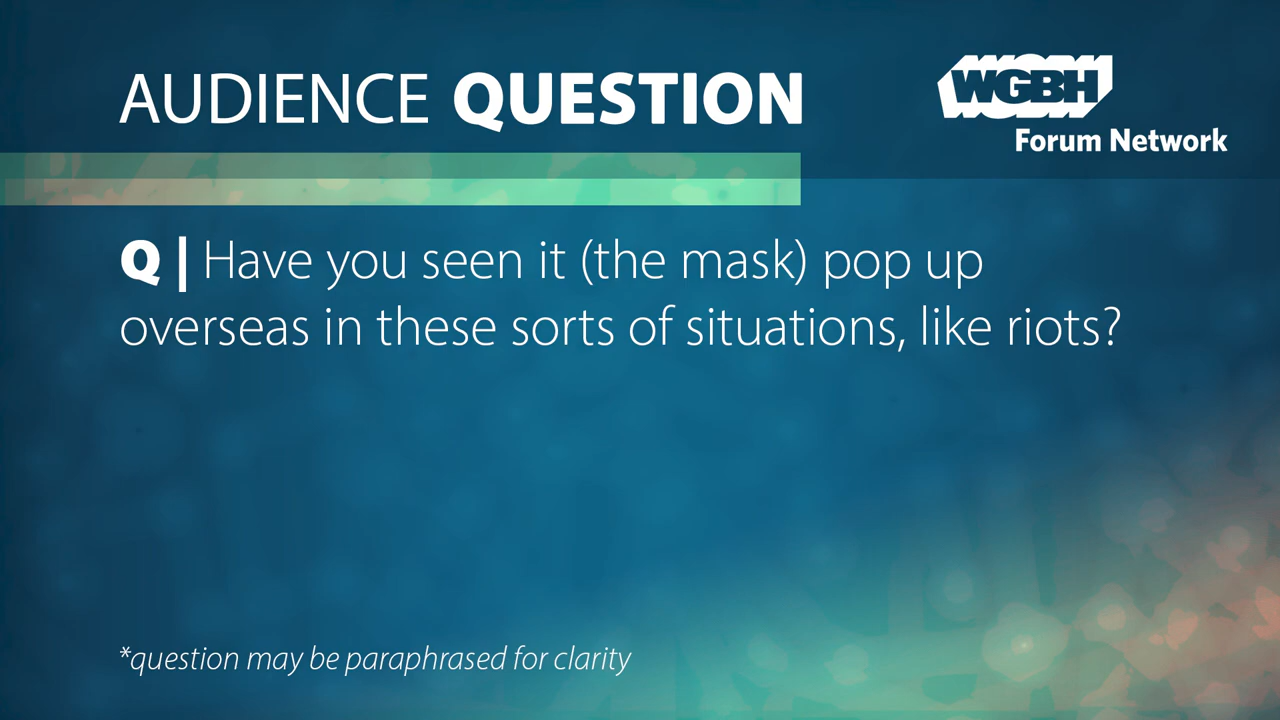 AUDIENCE QUESTION
WGBH
Forum Network
Q | Have you seen it (the mask) pop up
overseas in these sorts of situations, like riots?
*question may be paraphrased for clarity